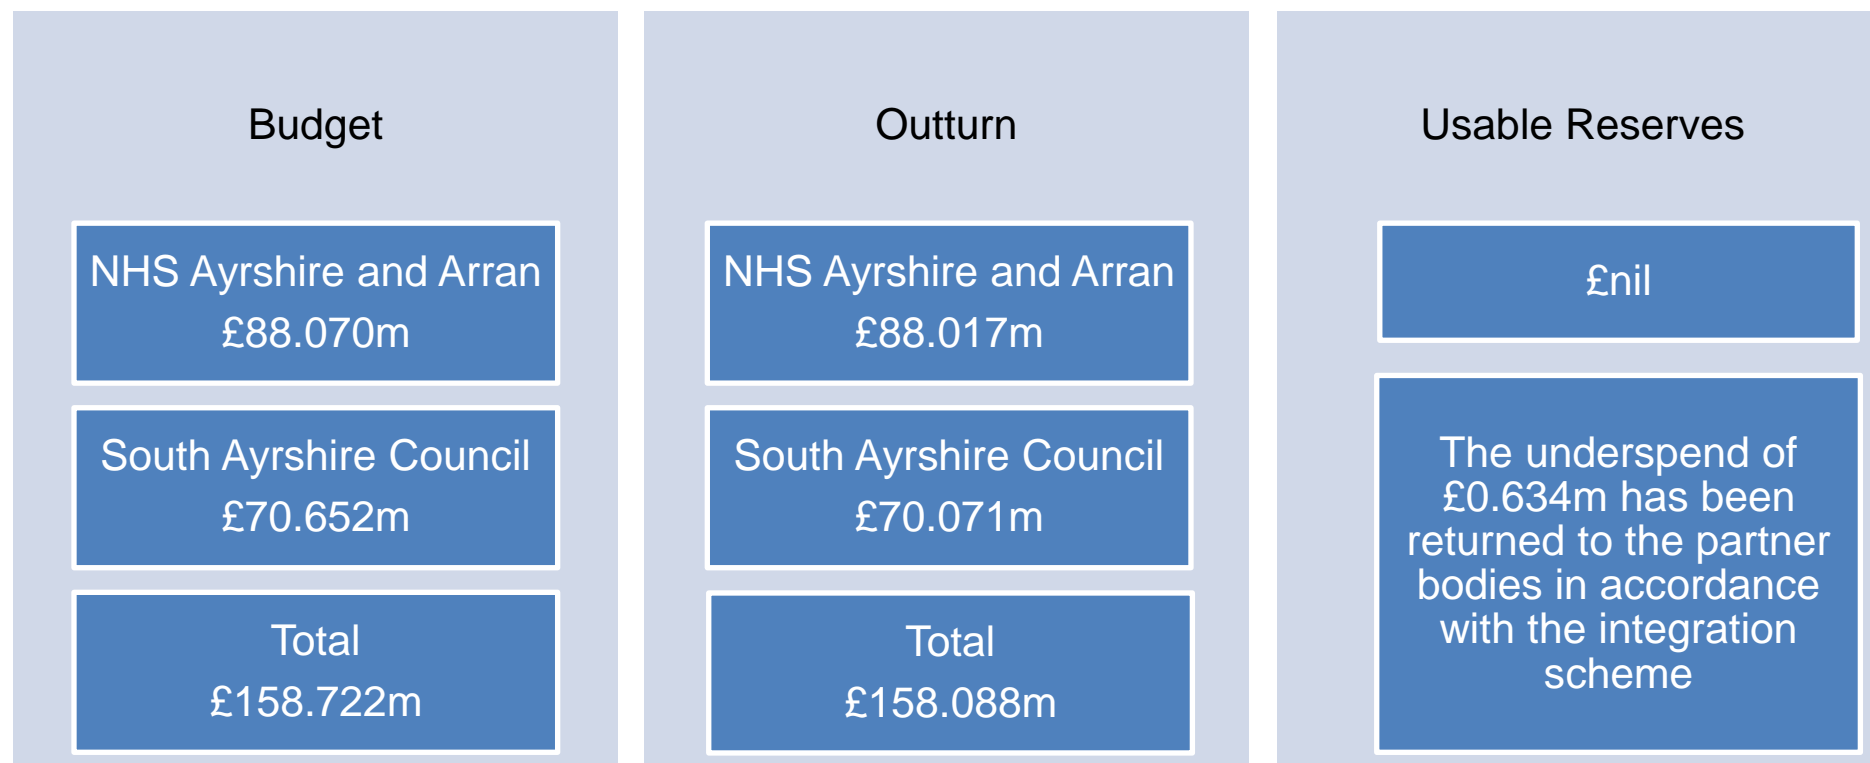 Budget
NHS Ayrshire and Arran
£88.070m
South Ayrshire Council
£70.652m
Total
£158.722m
Outturn
NHS Ayrshire and Arran
£88.017m
South Ayrshire Council
£70.071m
Total
£158.088m
Usable Reserves
£nil
The underspend of
£0.634m has been
returned to the partner
bodies in accordance
with the integration
scheme